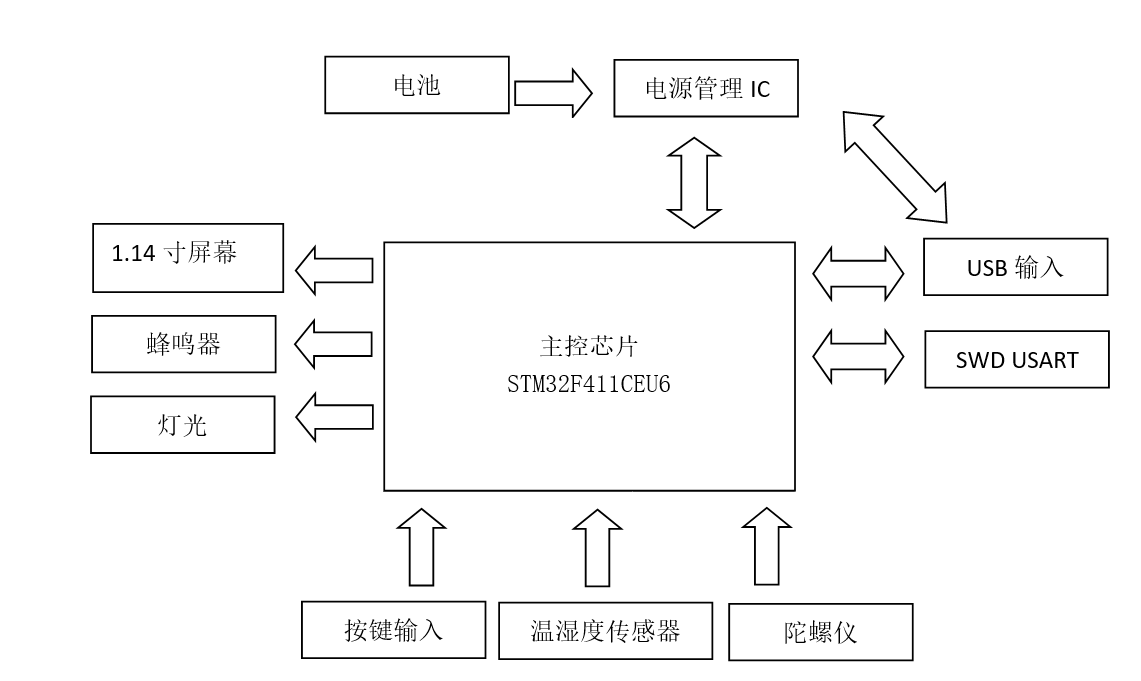 电池
电源管理 IC
1.14 寸屏幕
USB 输入
蜂鸣器
主控芯片
STM32F411CEU6
SWD USART
灯光
按键输入
温湿度传感器
陀螺仪